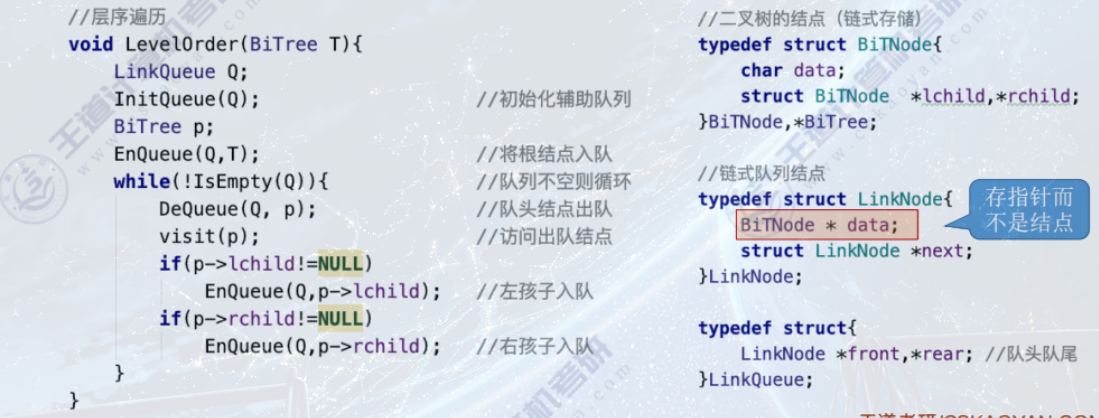 //层序遍历
void LevelOrder(BiTree T){
LinkQueue Q;
InitQueue(Q); //初始化辅助队列
BiTree p;
EnQueue(Q,T); //将根结点入队
while(!IsEmpty(Q)){ //队列不空则循环
DeQueue(Q, p); //队头结点出队
visit(p); //访问出队结点
if(p->lchild!=NULL)
EnQueue(Q,p->lchild); //左孩子入队
if(p->rchild!=NULL)
EnQueue(Q,p->rchild); //右孩子入队
}
}
//二叉树的结点（链式存储）
typedef struct BiTNode{
char data;
struct BiTNode *lchild,*rchild;
}BiTNode,*BiTree;
//链式队列结点
typedef struct LinkNode{
BiTNode * data;
struct LinkNode *next;
}LinkNode;
存指针而
不是结点
typedef struct{
LinkNode *front,*rear; //队头队尾
}LinkQueue;